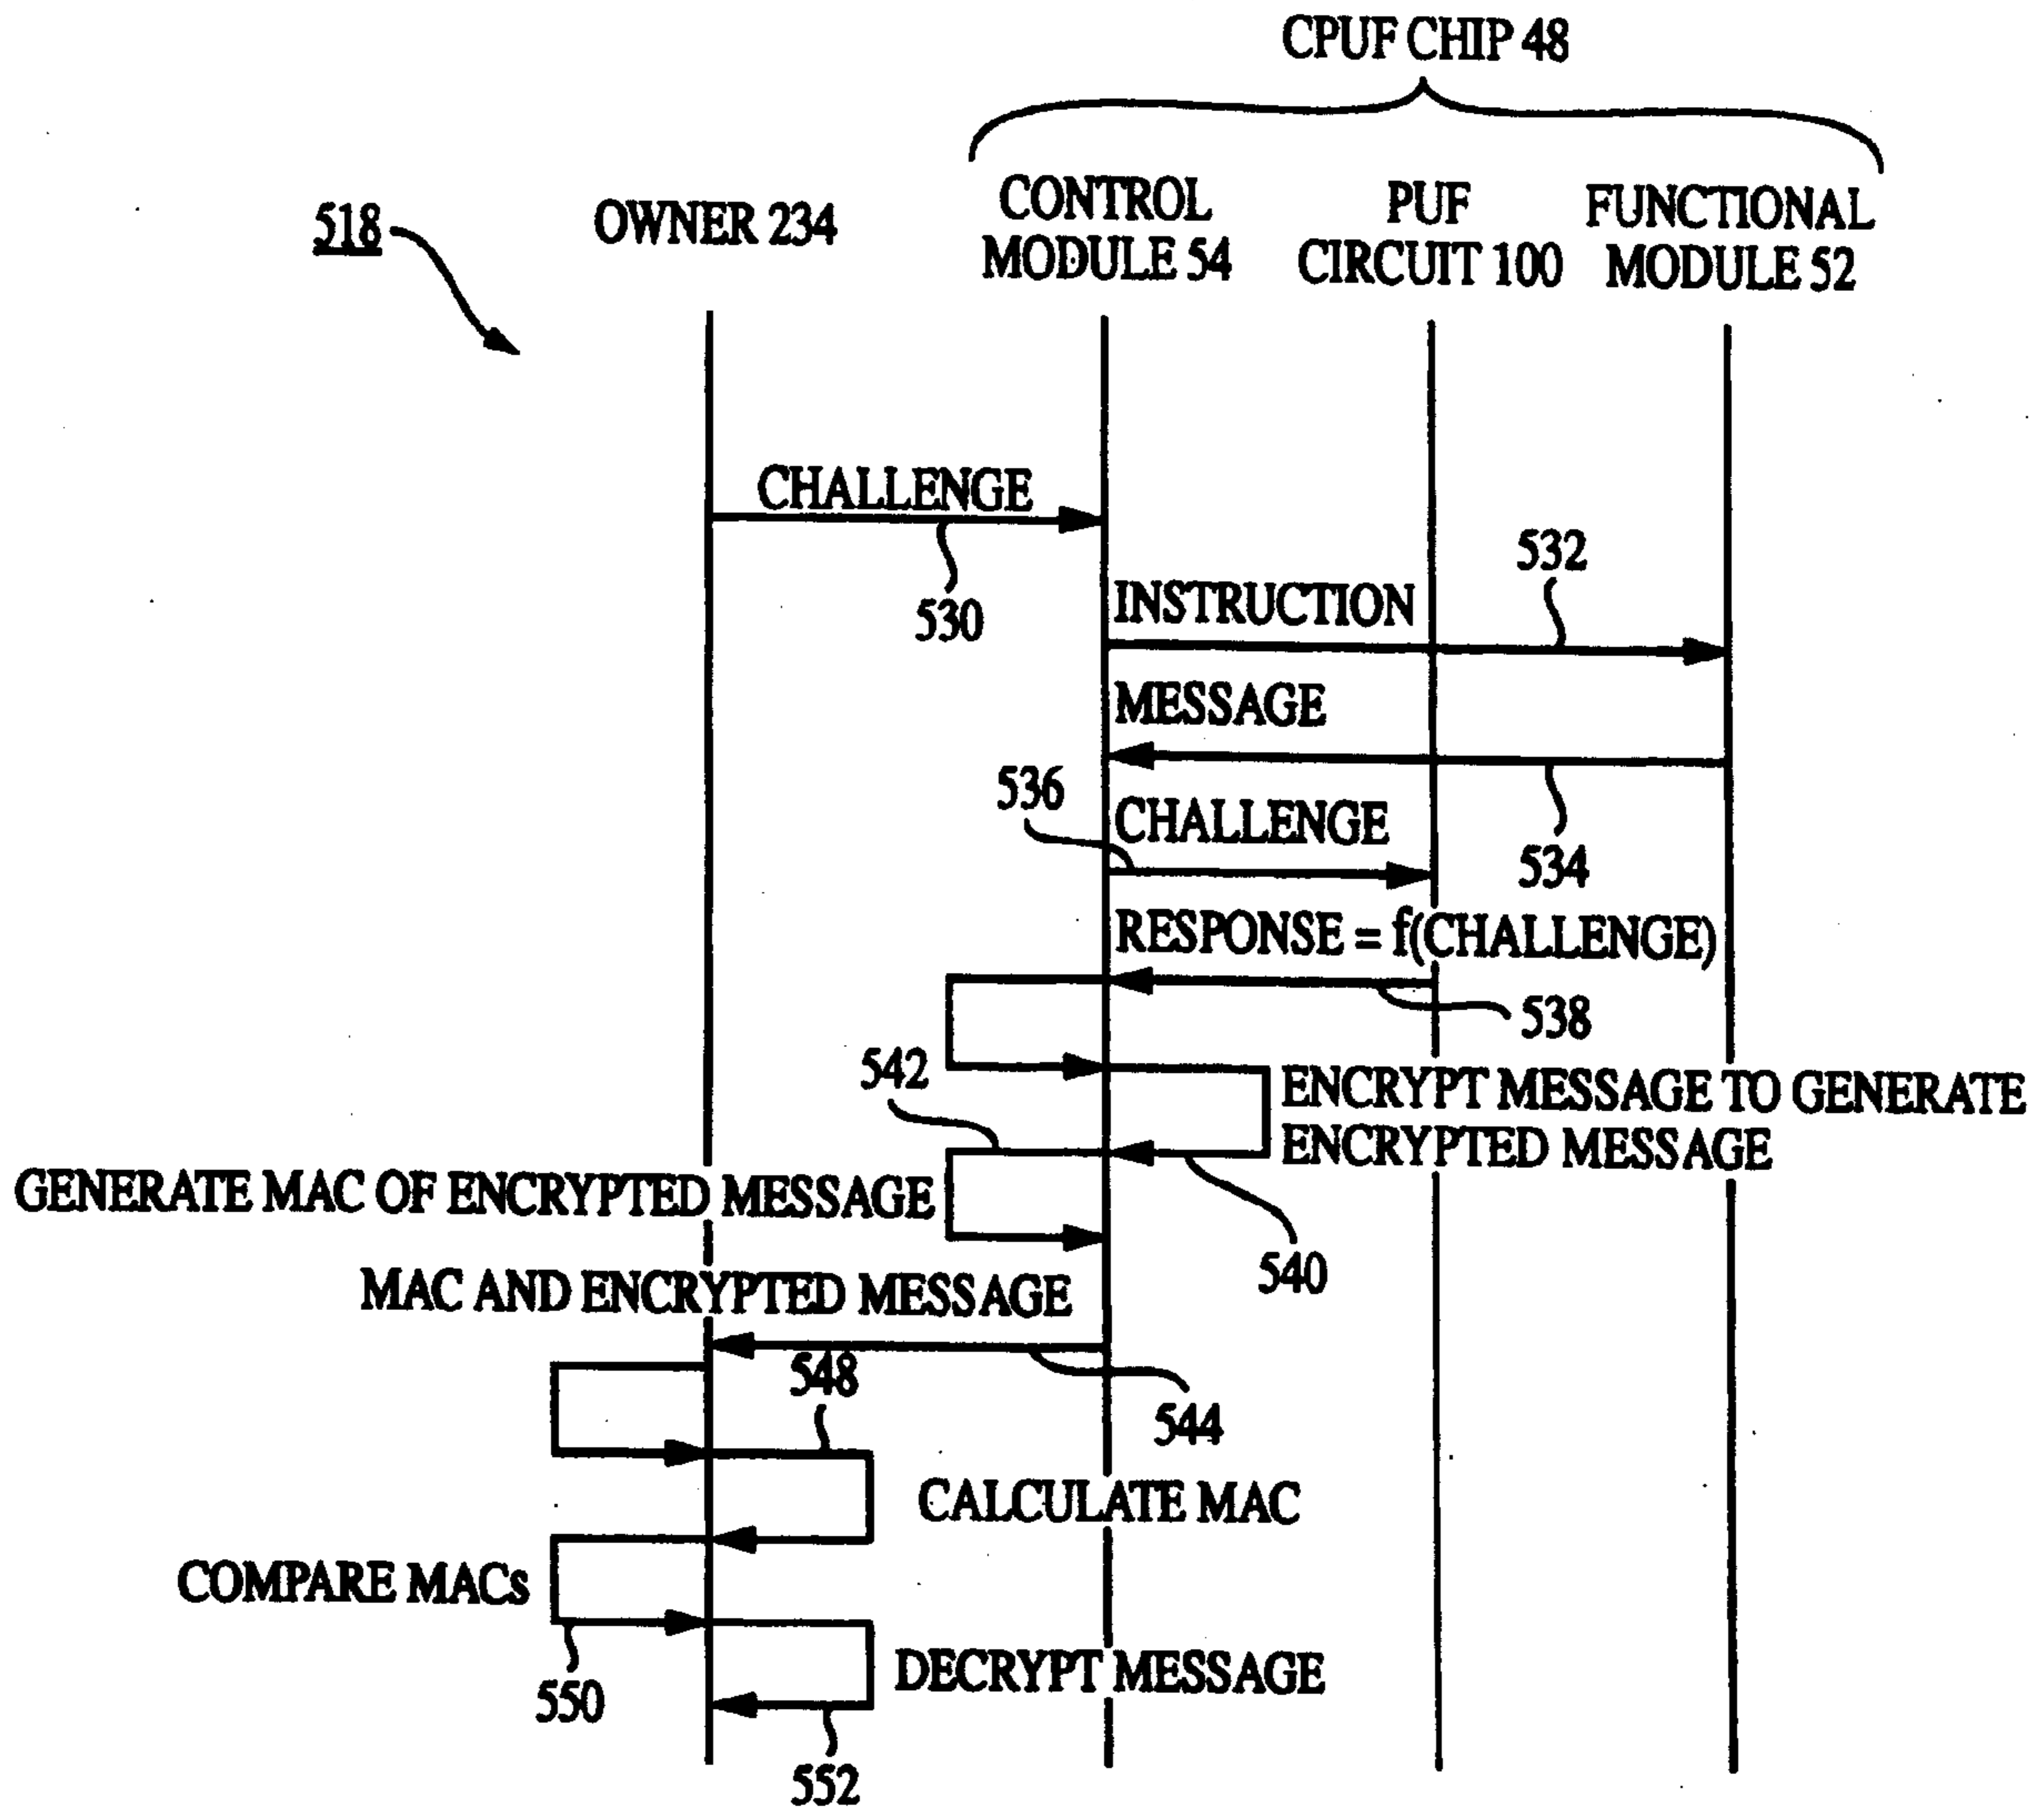 CPUF CHIP 48
518
OWNER 234
CONTROL
MODULE 54
PUF
CIRCUIT 100
FUNCTIONAL
MODULE 52
CHALLENGE
530
532
INSTRUCTION
MESSAGE
534
536
CHALLENGE
RESPONSE = f(CHALLENGE)
538
542
ENCRYPT MESSAGE TO GENERATE
ENCRYPTED MESSAGE
540
GENERATE MAC OF ENCRYPTED MESSAGE
MAC AND ENCRYPTED MESSAGE
544
548
CALCULATE MAC
COMPARE MACs
550
DECRYPT MESSAGE
552